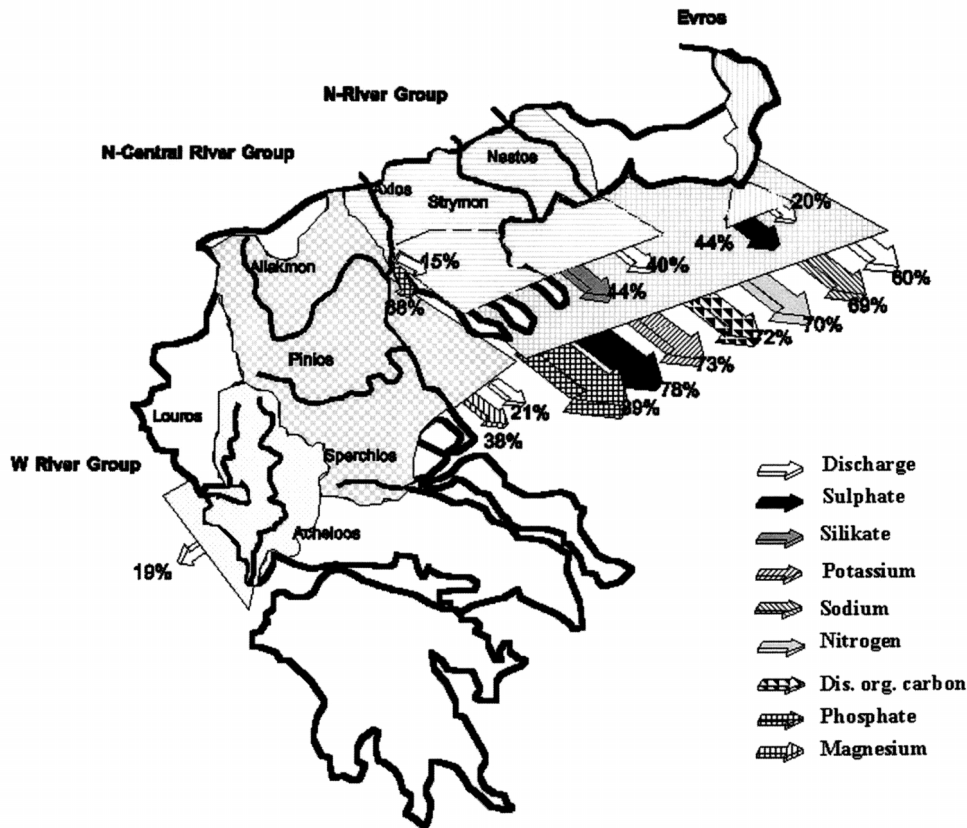 Evros
N-River Group
N-Central River Group
Nestos
Axios
Strymon
20%
44%
Aliakmon
15%
40%
60%
68%
44%
69%
70%
72%
Pinios
73%
78%
89%
Louros
21%
38%
W River Group
Sperchios
Acheloos
19%
Discharge
Sulphate
Silikate
Potassium
Sodium
Nitrogen
Dis. org. carbon
Phosphate
Magnesium